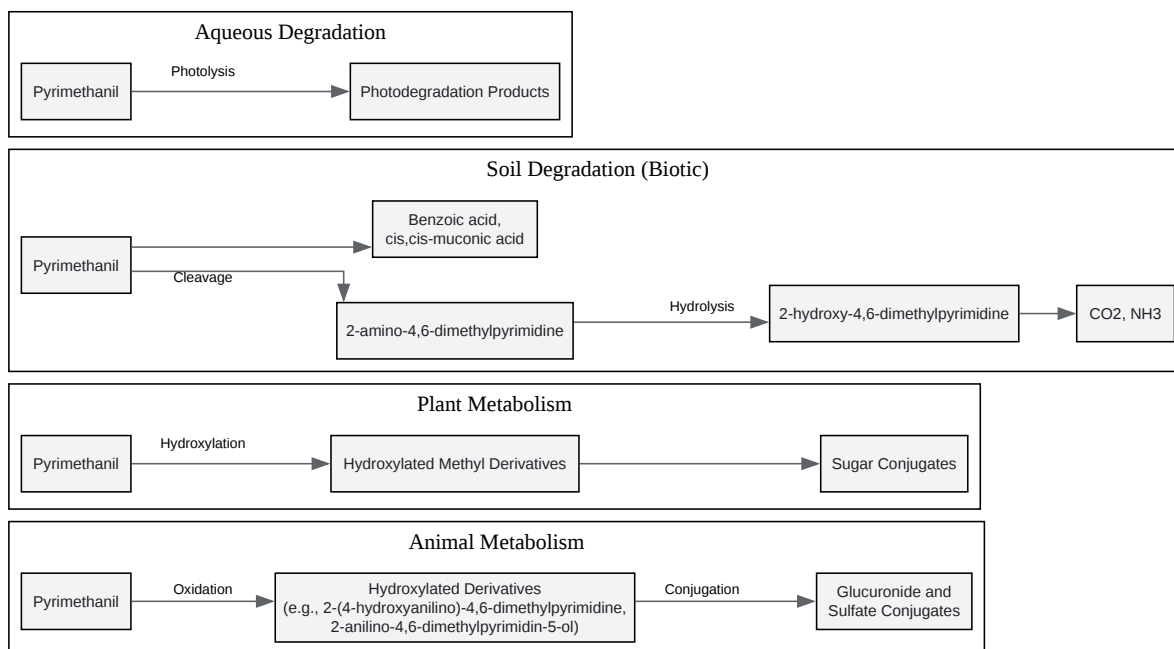 Aqueous Degradation
Pyrimethanil
Photolysis
Photodegradation Products
Soil Degradation (Biotic)
Pyrimethanil
Benzoic acid,
cis,cis-muconic acid
Cleavage
2-amino-4,6-dimethylpyrimidine
Hydrolysis
2-hydroxy-4,6-dimethylpyrimidine
CO2, NH3
Plant Metabolism
Pyrimethanil
Hydroxylation
Hydroxylated Methyl Derivatives
Sugar Conjugates
Animal Metabolism
Pyrimethanil
Oxidation
Hydroxylated Derivatives
(e.g., 2-(4-hydroxyanilino)-4,6-dimethylpyrimidine,
2-anilino-4,6-dimethylpyrimidin-5-ol)
Conjugation
Glucuronide and
Sulfate Conjugates